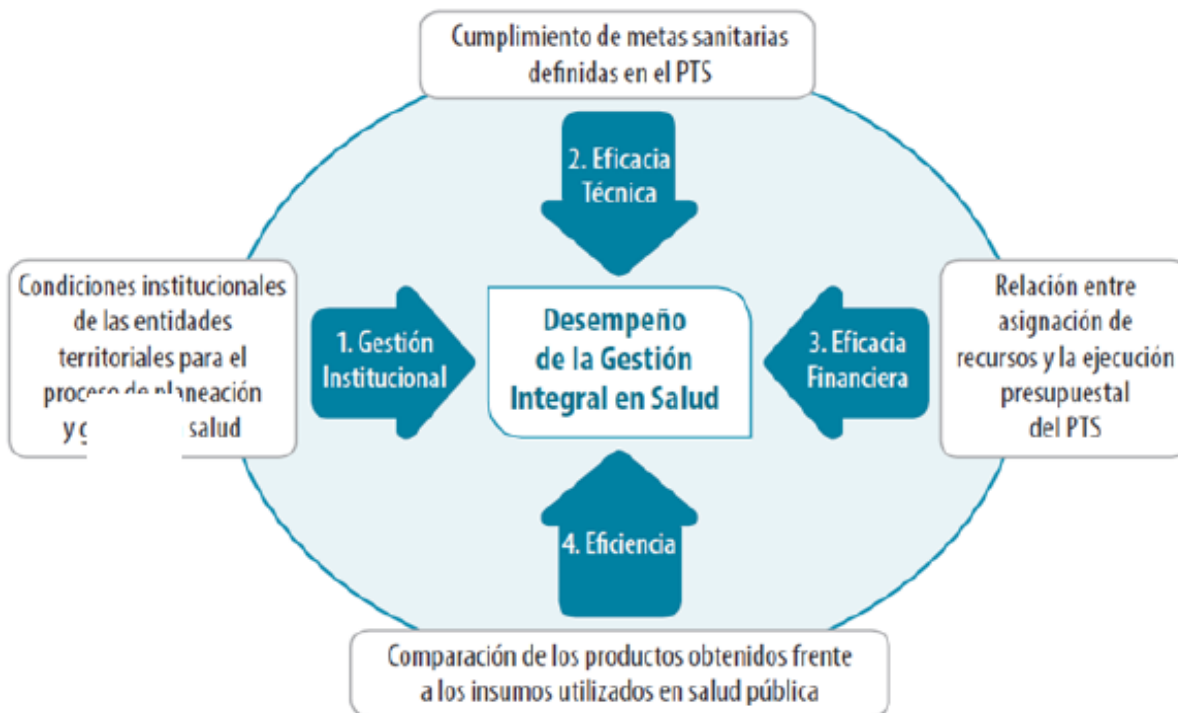 Cumplimiento de metas sanitarias
definidas en el PTS
2. Eficacia
Técnica
Condiciones institucionales
de las entidades
territoriales para el
proceso de planeación
y salud
1. Gestión
Institucional
Desempeño
de la Gestión
Integral en Salud
3. Eficacia
Financiera
Relación entre
asignación de
recursos y la ejecución
presupuestal
del PTS
4. Eficiencia
Comparación de los productos obtenidos frente
a los insumos utilizados en salud pública